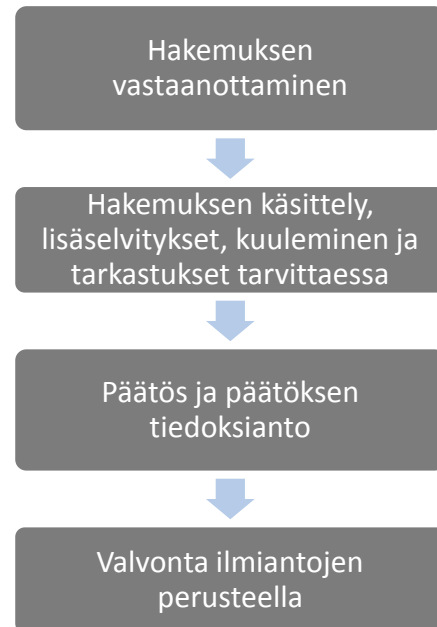 Hakemuksen
vastaanottaminen
Hakemuksen käsittely,
lisäselvitykset, kuuleminen ja
tarkastukset tarvittaessa
Päätös ja päätöksen
tiedoksianto
Valvonta ilmiantojen
perusteella